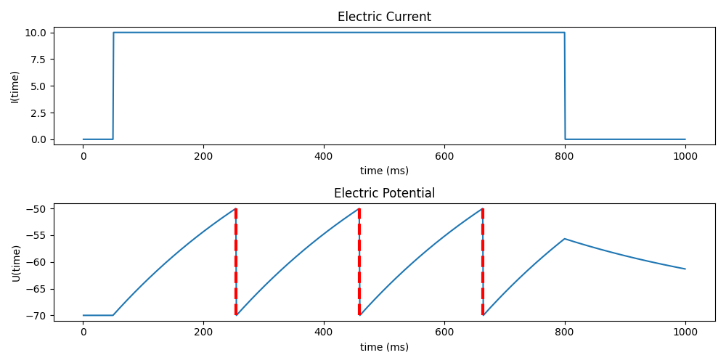 Electric Current
10.0
7.5
5.0
2.5
0.0
I(time)
0 200 400 600 800 1000
time (ms)
Electric Potential
−50
−55
−60
−65
−70
U(time)
0 200 400 600 800 1000
time (ms)